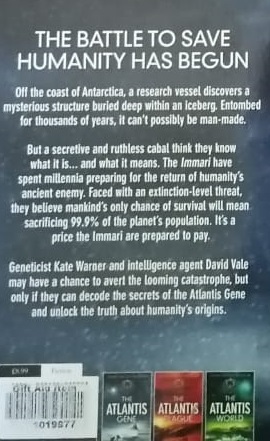 THE BATTLE TO SAVE
HUMANITY HAS BEGUN
Off the coast of Antarctica, a research vessel discovers a
mysterious structure buried deep within an iceberg. Entombed
for thousands of years, it can't possibly be man-made.
But a secretive and ruthless cabal think they know
what it is... and what it means. The Immari have
spent millennia preparing for the return of humanity's
ancient enemy. Faced with an extinction-level threat,
they believe mankind's only chance of survival will mean
sacrificing 99.9% of the planet's population. It's a
price the Immari are prepared to pay.
Geneticist Kate Warner and intelligence agent David Vale
may have a chance to avert the looming catastrophe, but
only if they can decode the secrets of the Atlantis Gene
and unlock the truth about humanity's origins.
£9.99
Gift Aid Item
1019877
THE
ATLANTIS
GENE
THE
ATLANTIS
THE
ATLANTIS
WORLD